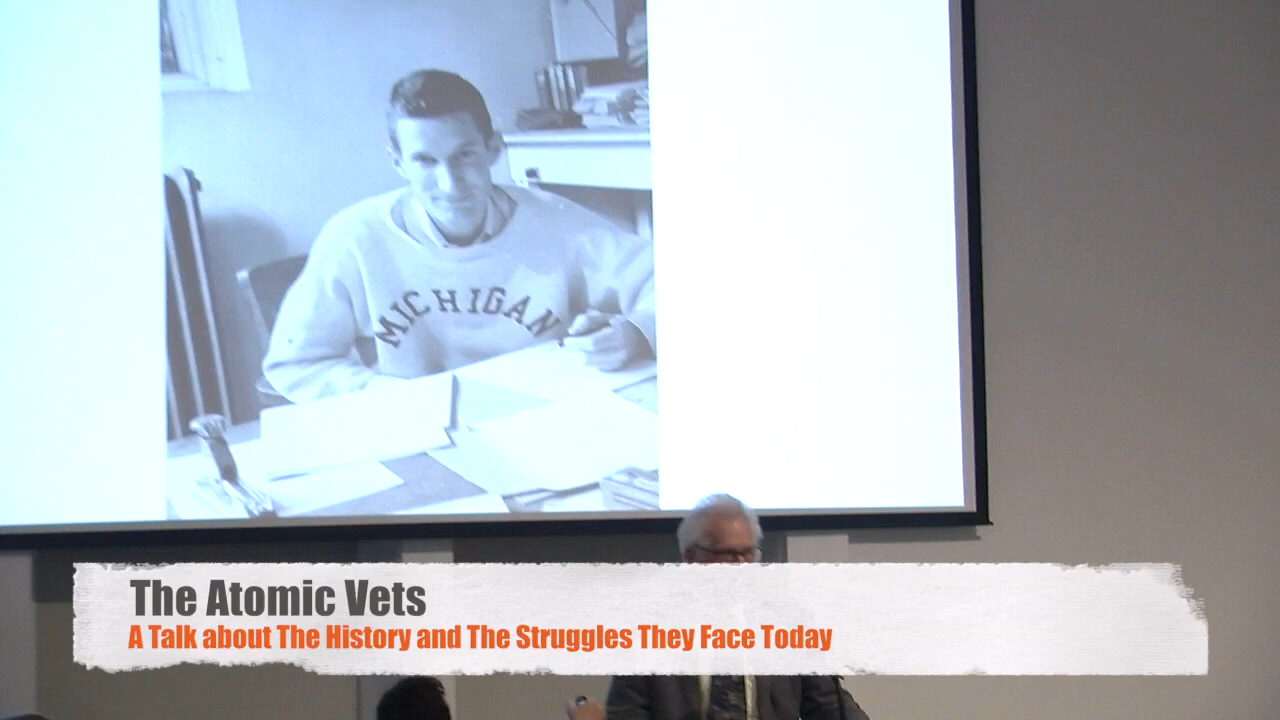 MICHIGAN
The Atomic Vets
A Talk about The History and The Struggles They Face Today